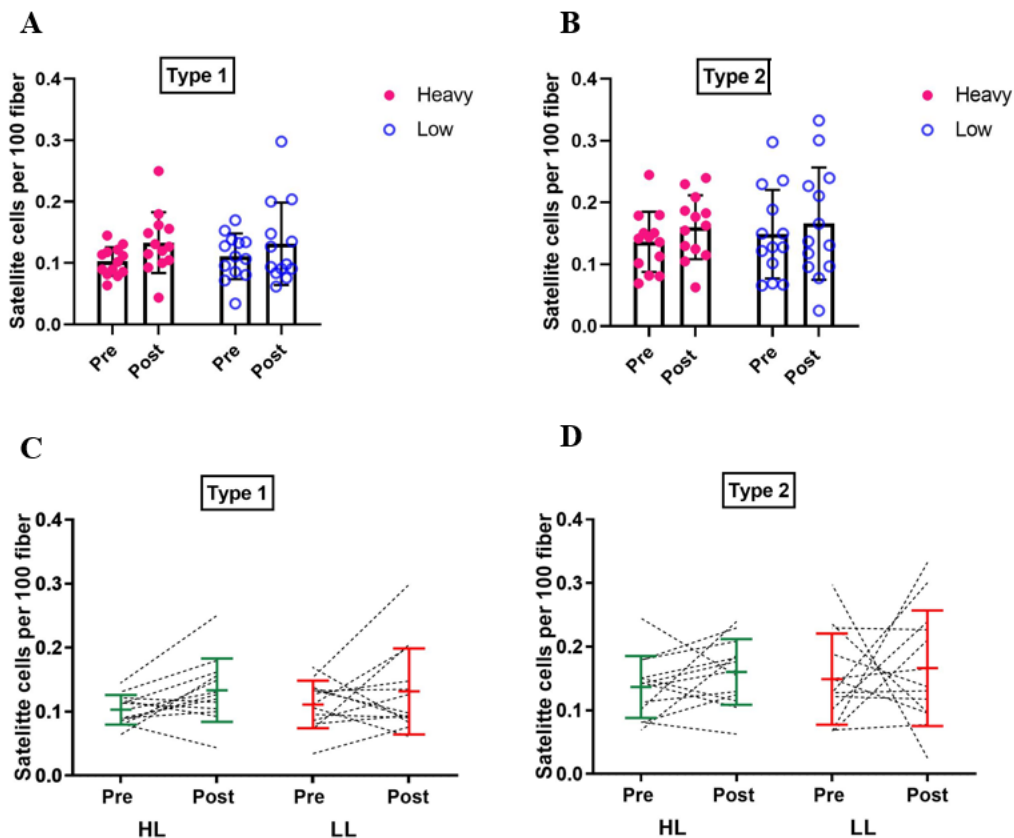 A
Type 1
Satellite cells per 100 fiber
0.4
0.3
0.2
0.1
0.0
Pre
Post
Pre
Post
Heavy
Low
B
Type 2
Satellite cells per 100 fiber
0.4
0.3
0.2
0.1
0.0
Pre
Post
Pre
Post
Heavy
Low
C
Type 1
Satelitte cells per 100 fiber
0.4
0.3
0.2
0.1
0.0
Pre Post Pre Post
HL LL
D
Type 2
Satelitte cells per 100 fiber
0.4
0.3
0.2
0.1
0.0
Pre Post Pre Post
HL LL